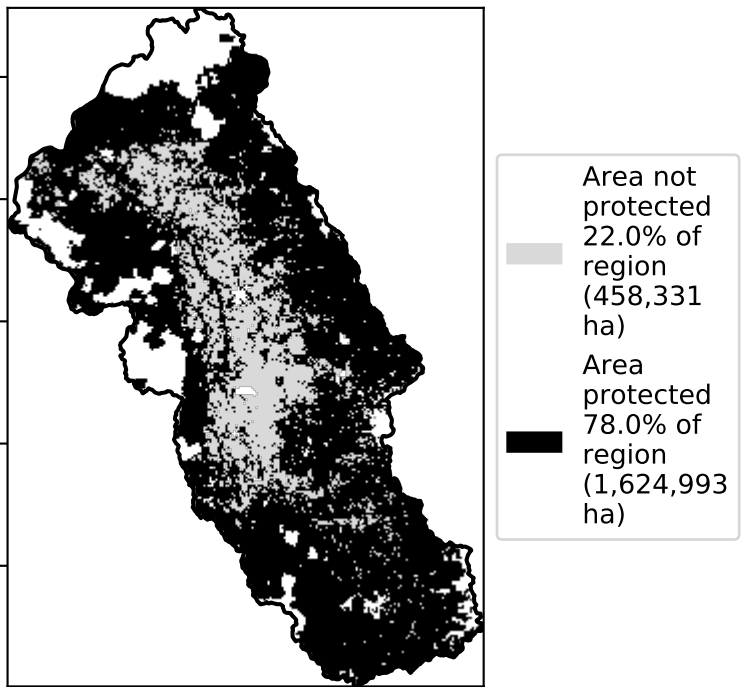 Area not
protected
22.0% of
region
(458,331
ha)
Area
protected
78.0% of
region
(1,624,993
ha)